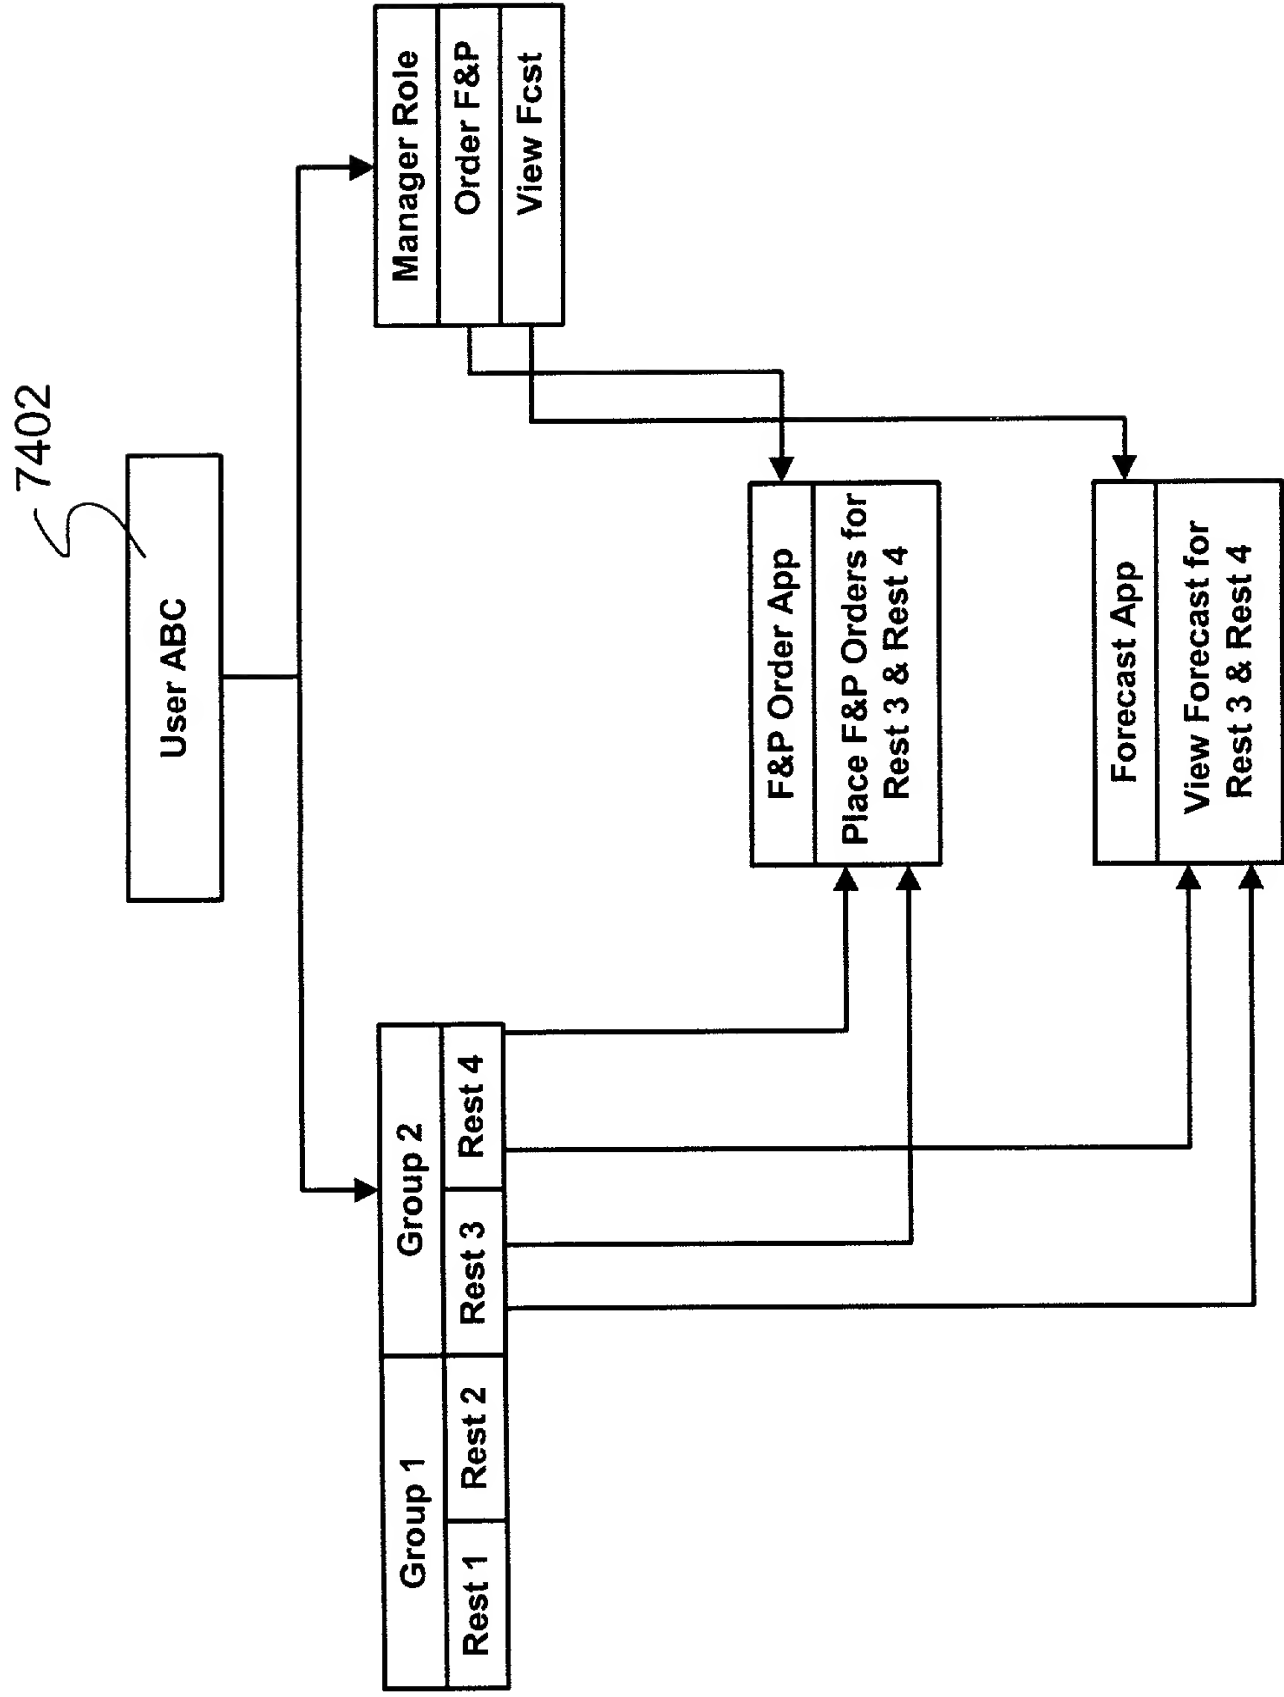 7402
User ABC
Group 1
Group 2
Rest 1
Rest 2
Rest 3
Rest 4
Manager Role
Order F&P
View Fcst
F&P Order App
Place F&P Orders for
Rest 3 & Rest 4
Forecast App
View Forecast for
Rest 3 & Rest 4